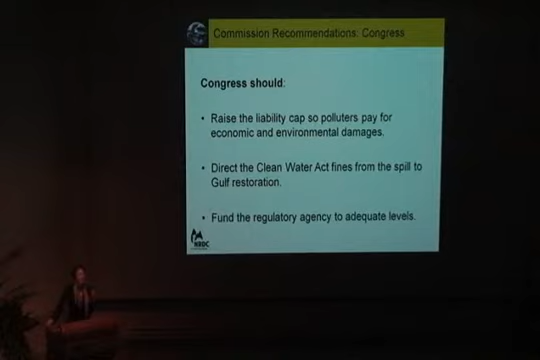 Commission Recommendations: Congress
Congress should:
• Raise the liability cap so polluters pay for
economic and environmental damages.
• Direct the Clean Water Act fines from the spill to
Gulf restoration.
• Fund the regulatory agency to adequate levels.
NRDC